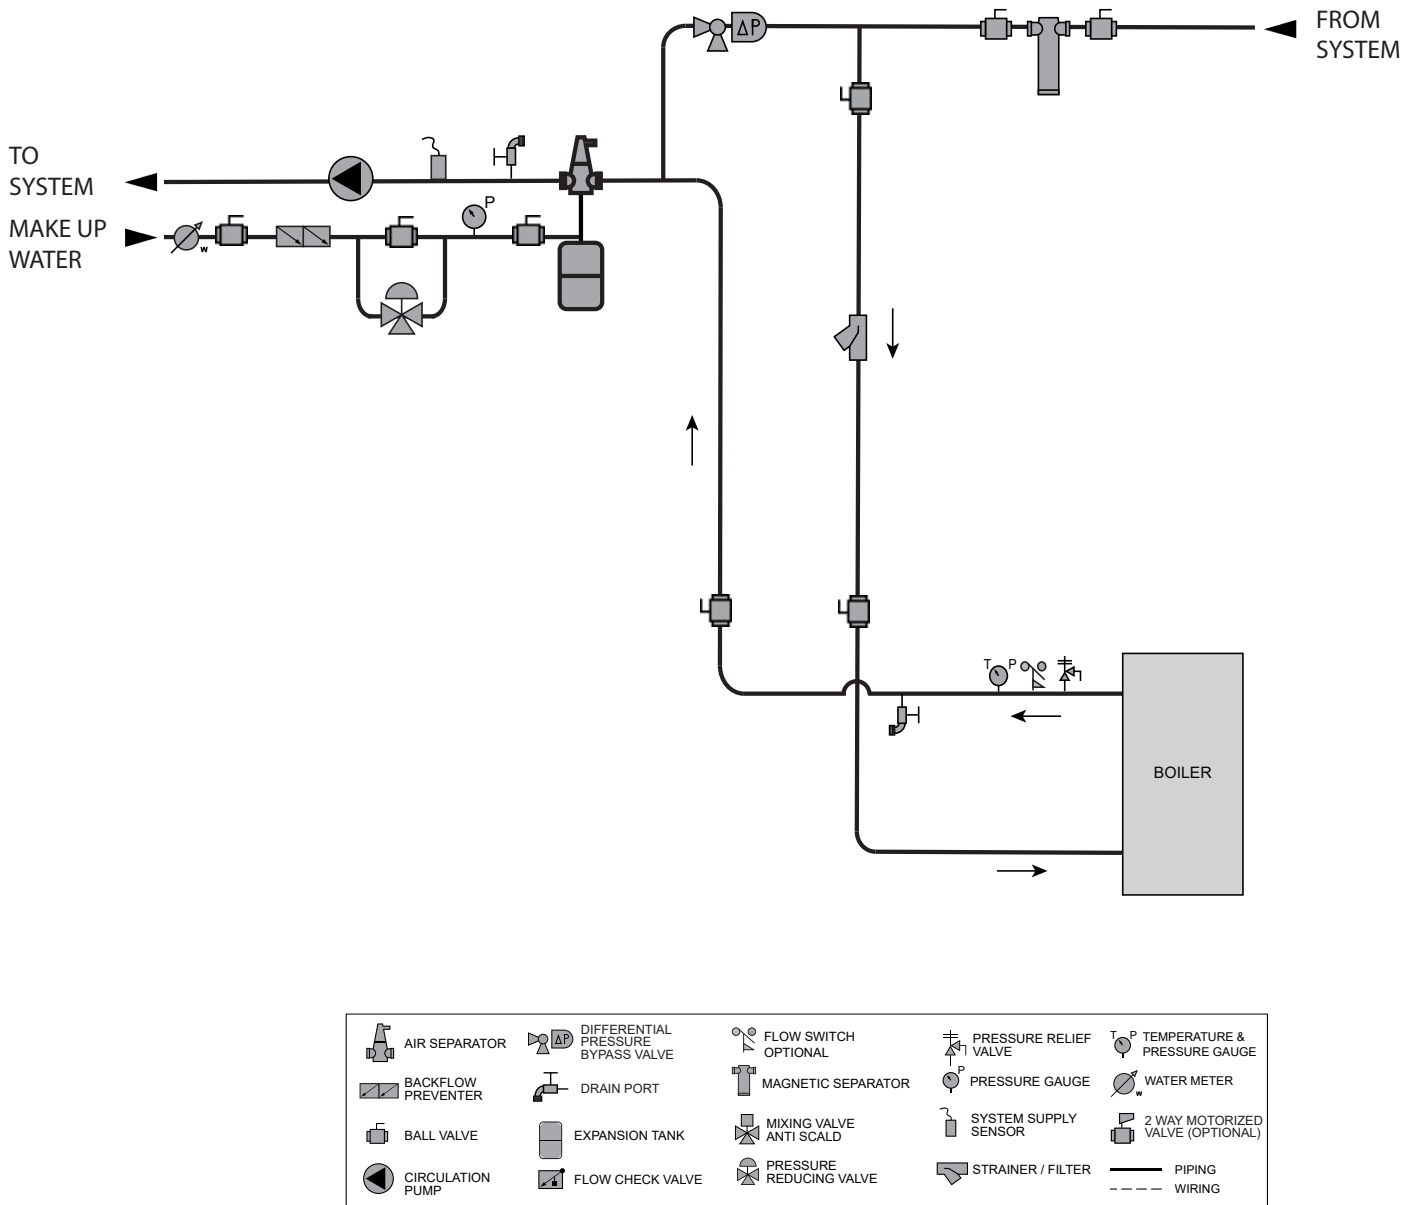 FROM
SYSTEM
ΔP
TO
SYSTEM
MAKE UP
WATER
W
P
T P
BOILER
AIR SEPARATOR
BACKFLOW
PREVENTER
BALL VALVE
CIRCULATION
PUMP
ΔP
DIFFERENTIAL
PRESSURE
BYPASS VALVE
DRAIN PORT
EXPANSION TANK
FLOW CHECK VALVE
FLOW SWITCH
OPTIONAL
MAGNETIC SEPARATOR
MIXING VALVE
ANTI SCALD
PRESSURE
REDUCING VALVE
PRESSURE RELIEF
VALVE
P
PRESSURE GAUGE
SYSTEM SUPPLY
SENSOR
STRAINER / FILTER
T P
TEMPERATURE &
PRESSURE GAUGE
W
WATER METER
2 WAY MOTORIZED
VALVE (OPTIONAL)
PIPING
WIRING